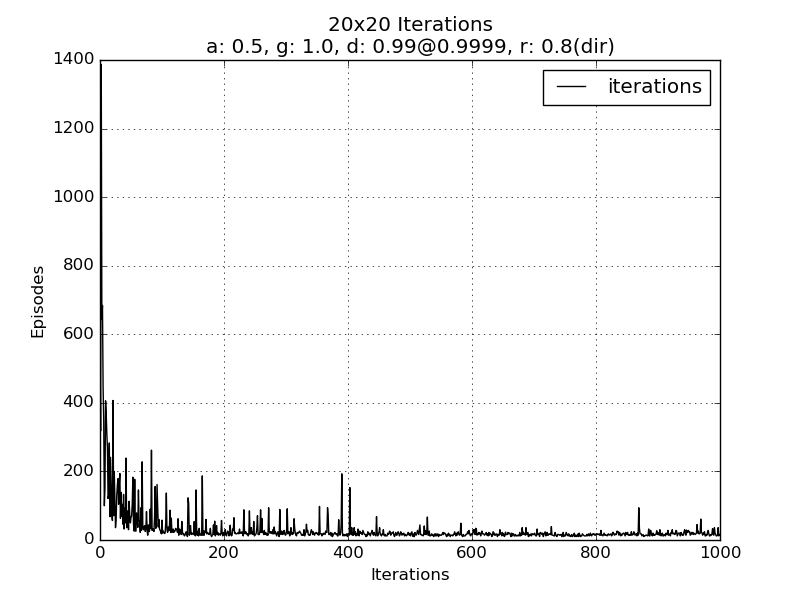 20x20 Iterations
a: 0.5, g: 1.0, d: 0.99@0.9999, r: 0.8(dir)
1400
1200
1000
800
600
400
200
0
Episodes
iterations
0 200 400 600 800 1000
Iterations